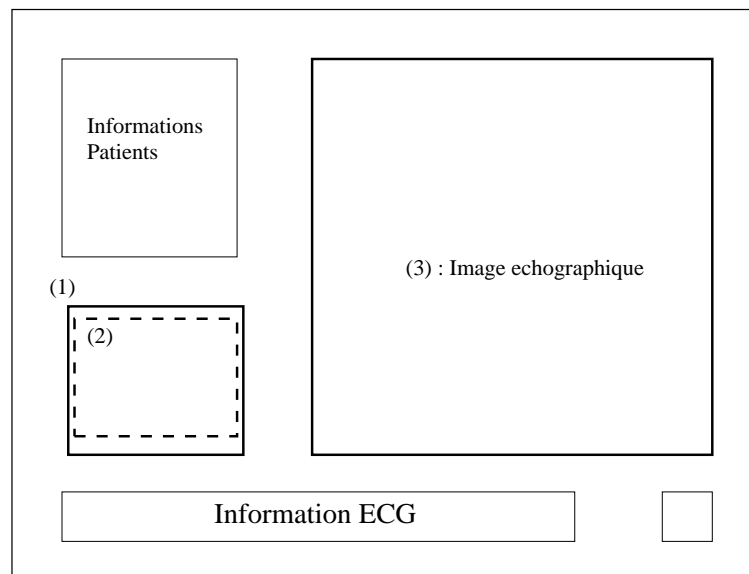 Informations
Patients
(3) : Image echographique
(1)
(2)
Information ECG